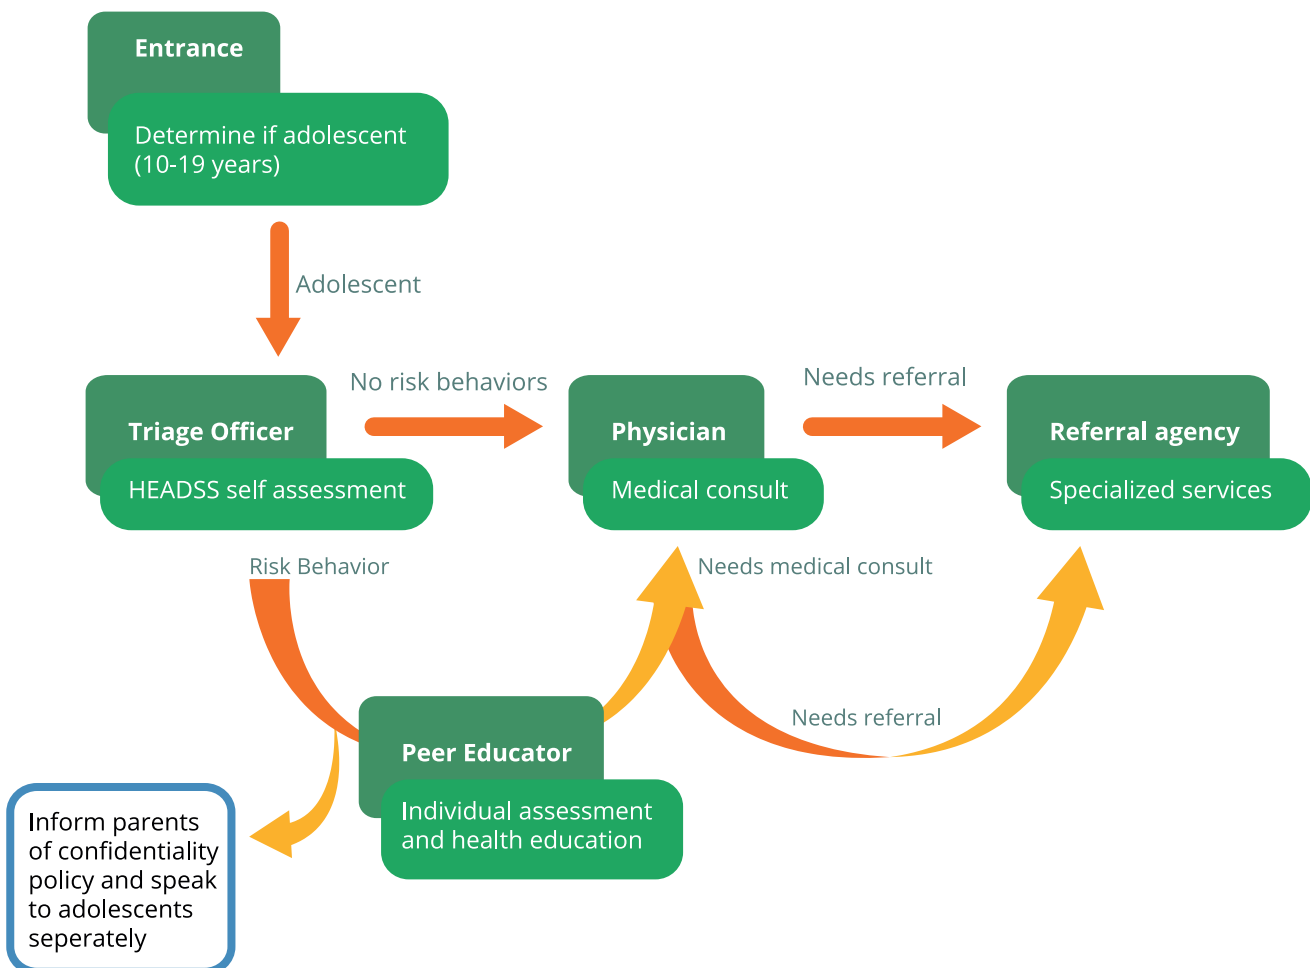 Entrance
Determine if adolescent
(10-19 years)
Adolescent
No risk behaviors
Needs referral
Triage Officer
HEADSS self assessment
Physician
Medical consult
Referral agency
Specialized services
Risk Behavior
Needs medical consult
Needs referral
Peer Educator
Individual assessment
and health education
Inform parents
of confidentiality
policy and speak
to adolescents
seperately